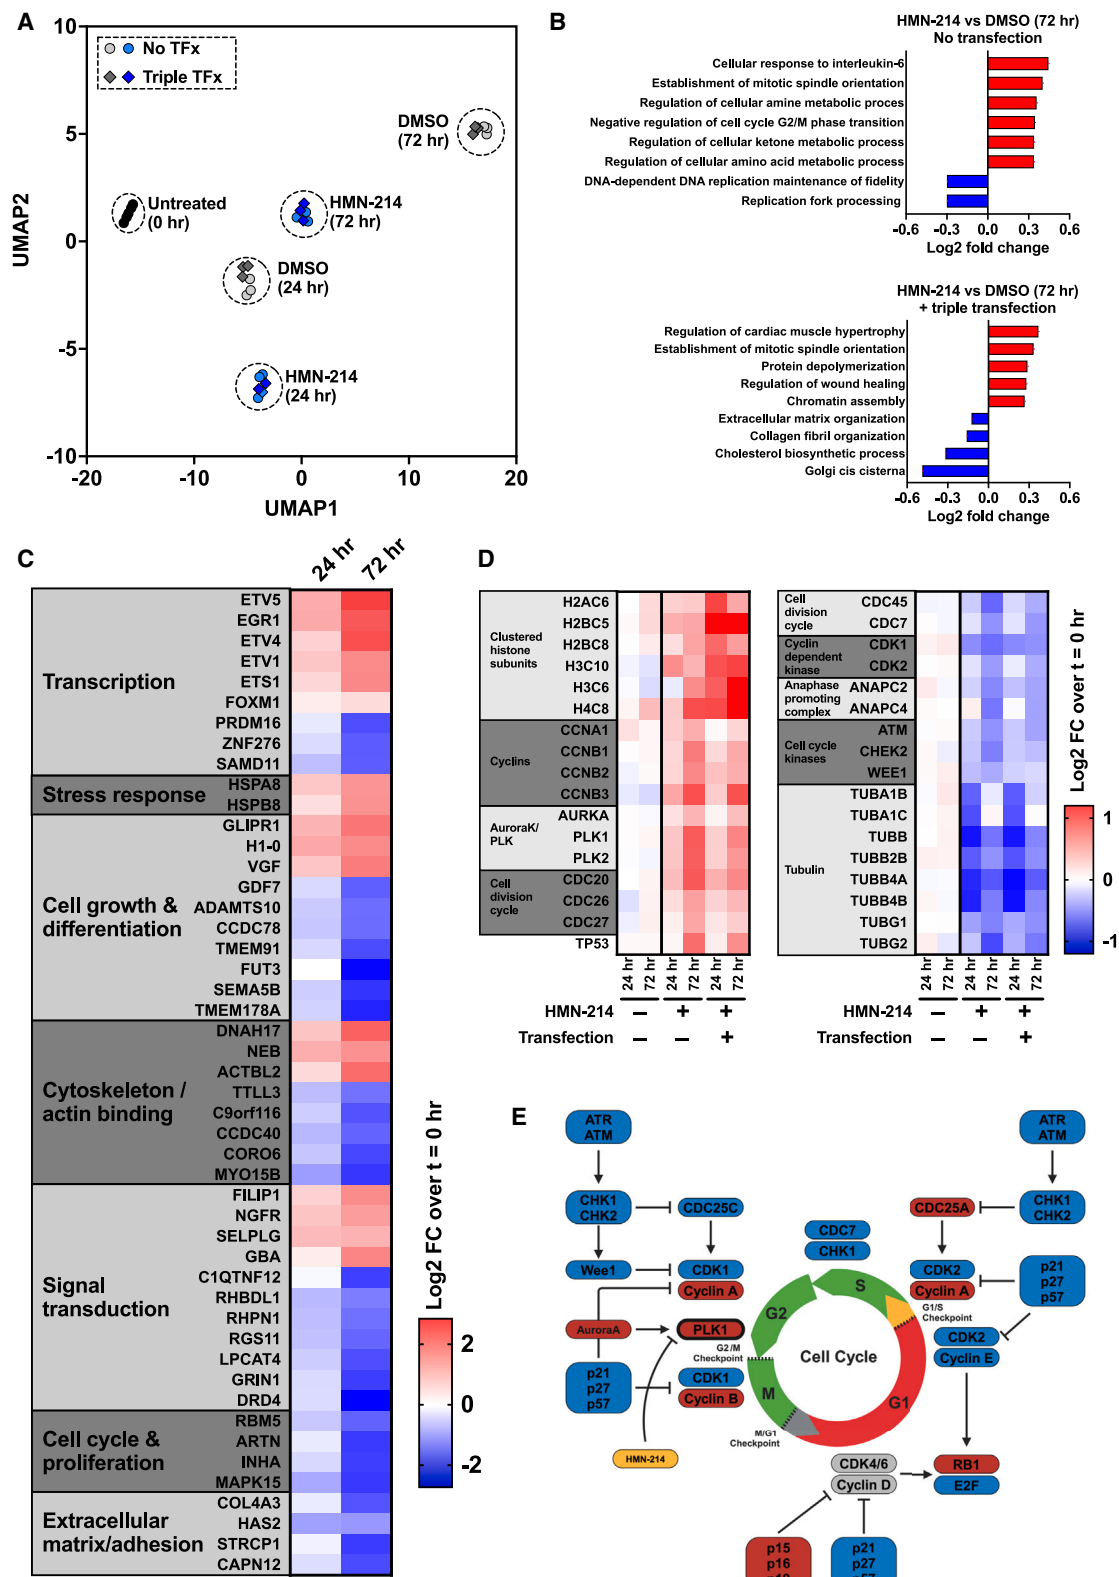 A
10
5
0
-5
-10
-20
-10
0
10
20
UMAP2
UMAP1
No TFx
Triple TFx
DMSO
(72 hr)
Untreated
(0 hr)
HMN-214
(72 hr)
DMSO
(24 hr)
HMN-214
(24 hr)
B
HMN-214 vs DMSO (72 hr)
No transfection
Cellular response to interleukin-6
Establishment of mitotic spindle orientation
Regulation of cellular amine metabolic proces
Negative regulation of cell cycle G2/M phase transition
Regulation of cellular ketone metabolic process
Regulation of cellular amino acid metabolic process
DNA-dependent DNA replication maintenance of fidelity
Replication fork processing
-0.6 -0.3 0.0 0.3 0.6
Log2 fold change
HMN-214 vs DMSO (72 hr)
+ triple transfection
Regulation of cardiac muscle hypertrophy
Establishment of mitotic spindle orientation
Protein depolymerization
Regulation of wound healing
Chromatin assembly
Extracellular matrix organization
Collagen fibril organization
Cholesterol biosynthetic process
Golgi cis cisterna
-0.6 -0.3 0.0 0.3 0.6
Log2 fold change
C
24 hr
72 hr
Transcription
ETV5
EGR1
ETV4
ETV1
ETS1
FOXM1
PRDM16
ZNF276
SAMD11
Stress response
HSPA8
HSPB8
Cell growth &
differentiation
GLIPR1
H1-0
VGF
GDF7
ADAMTS10
CCDC78
TMEM91
FUT3
SEMA5B
TMEM178A
Cytoskeleton /
actin binding
DNAH17
NEB
ACTBL2
TTLL3
C9orf116
CCDC40
CORO6
MYO15B
Signal
transduction
FILIP1
NGFR
SELPLG
GBA
C1QTNF12
RHBDL1
RHPN1
RGS11
LPCAT4
GRIN1
DRD4
Cell cycle &
proliferation
RBM5
ARTN
INHA
MAPK15
Extracellular
matrix/adhesion
COL4A3
HAS2
STRCP1
CAPN12
Log2 FC over t = 0 hr
2
0
-2
D
Clustered
histone
subunits
H2AC6
H2BC5
H2BC8
H3C10
H3C6
H4C8
Cyclins
CCNA1
CCNB1
CCNB2
CCNB3
AuroraK/
PLK
AURKA
PLK1
PLK2
Cell
division
cycle
CDC20
CDC26
CDC27
TP53
24 hr
72 hr
24 hr
72 hr
24 hr
72 hr
HMN-214 − + +
Transfection − − +
Cell
division
cycle
CDC45
CDC7
Cyclin
dependent
kinase
CDK1
CDK2
Anaphase
promoting
complex
ANAPC2
ANAPC4
Cell cycle
kinases
ATM
CHEK2
WEE1
Tubulin
TUBA1B
TUBA1C
TUBB
TUBB2B
TUBB4A
TUBB4B
TUBG1
TUBG2
24 hr
72 hr
24 hr
72 hr
24 hr
72 hr
− + +
− − +
Log2 FC over t = 0 hr
1
0
-1
E
ATR
ATM
CHK1
CHK2
CDC25C
Wee1
CDK1
Cyclin A
AuroraA
PLK1
G2/M
Checkpoint
p21
p27
p57
CDK1
Cyclin B
HMN-214
CDC7
CHK1
S
G2
M
G1
Cell Cycle
M/G1
Checkpoint
G1/S
Checkpoint
ATR
ATM
CDC25A
CHK1
CHK2
CDK2
Cyclin A
p21
p27
p57
CDK2
Cyclin E
CDK4/6
Cyclin D
RB1
E2F
p15
p16
p21
p27